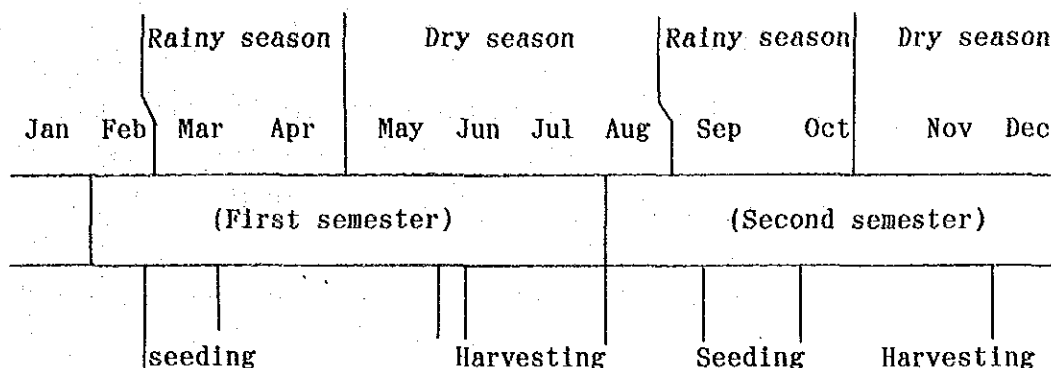 Rainy season Dry season Rainy season Dry season
Jan Feb Mar Apr May Jun Jul Aug Sep Oct Nov Dec
(First semester) (Second semester)
seeding Harvesting Seeding Harvesting